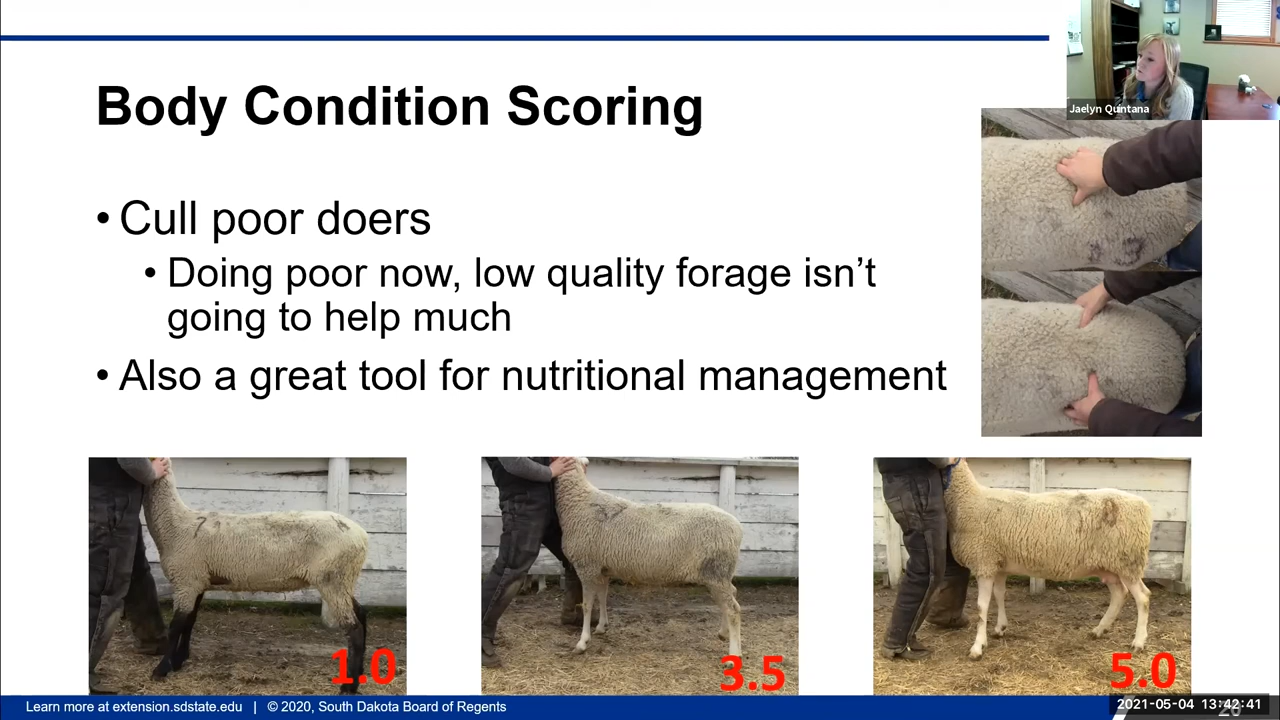 Jaelyn Quintana
Body Condition Scoring
• Cull poor doers
• Doing poor now, low quality forage isn’t
going to help much
• Also a great tool for nutritional management
1.0
3.5
5.0
Learn more at extension.sdstate.edu | © 2020, South Dakota Board of Regents
2021-05-04 13:42:41